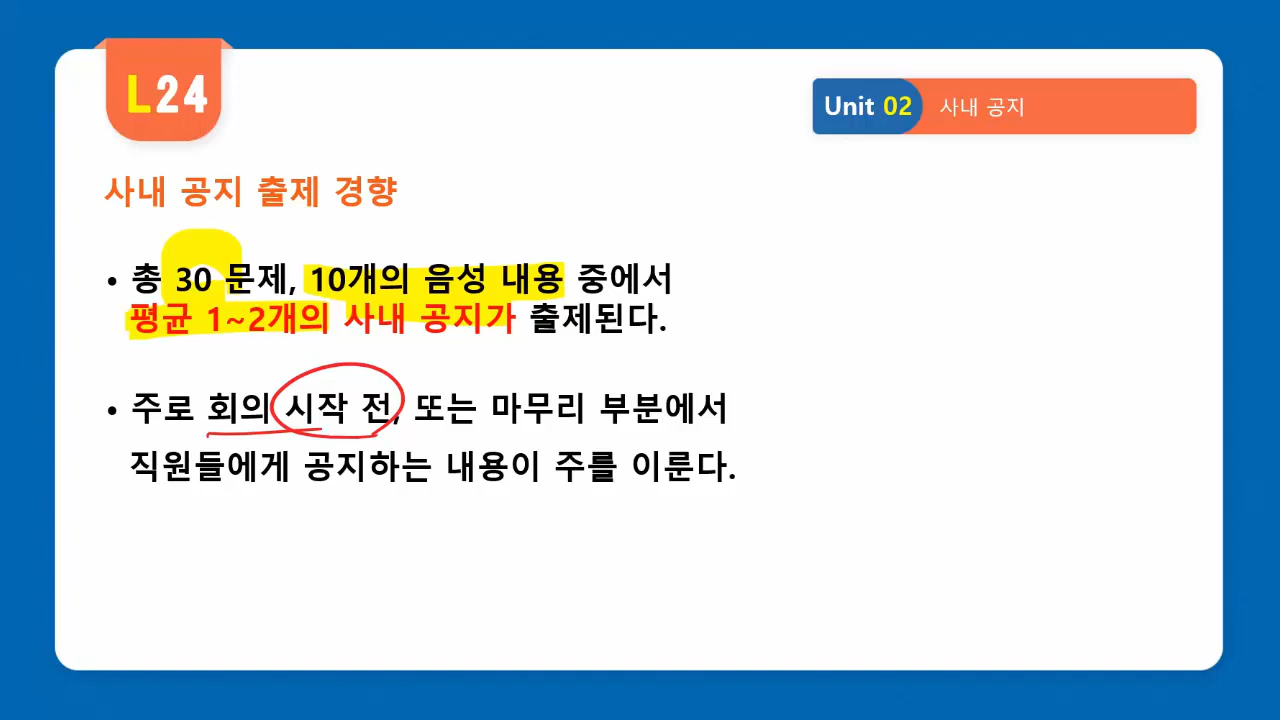 L24
Unit 02 사내 공지
사내 공지 출제 경향
• 총 30 문제, 10개의 음성 내용 중에서
평균 1~2개의 사내 공지가 출제된다.
• 주로 회의 시작 전, 또는 마무리 부분에서
직원들에게 공지하는 내용이 주를 이룬다.